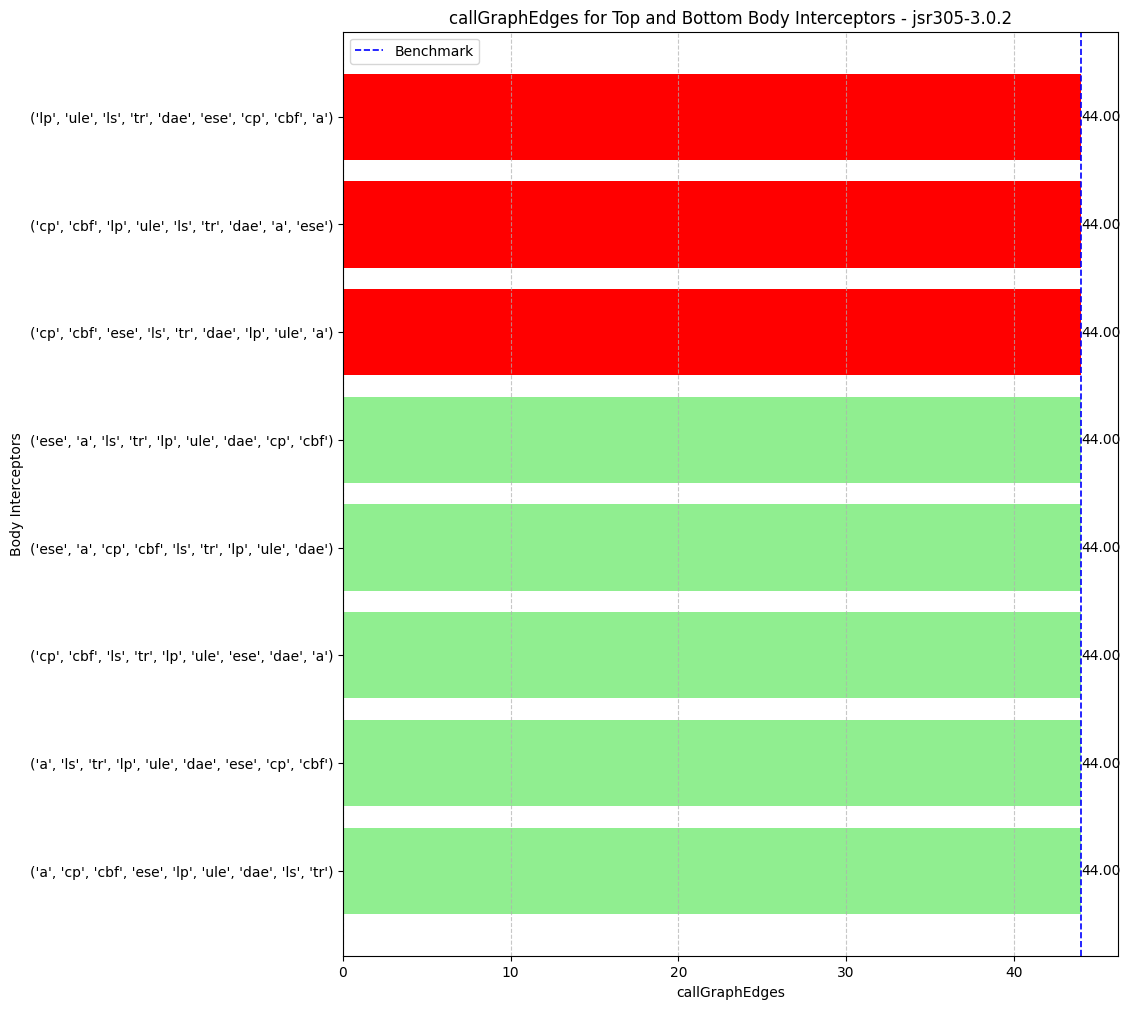 callGraphEdges for Top and Bottom Body Interceptors - jsr305-3.0.2
Benchmark
('lp', 'ule', 'ls', 'tr', 'dae', 'ese', 'cp', 'cbf', 'a')
44.00
('cp', 'cbf', 'lp', 'ule', 'ls', 'tr', 'dae', 'a', 'ese')
44.00
('cp', 'cbf', 'ese', 'ls', 'tr', 'dae', 'lp', 'ule', 'a')
44.00
('ese', 'a', 'ls', 'tr', 'lp', 'ule', 'dae', 'cp', 'cbf')
44.00
('ese', 'a', 'cp', 'cbf', 'ls', 'tr', 'lp', 'ule', 'dae')
44.00
('cp', 'cbf', 'ls', 'tr', 'lp', 'ule', 'ese', 'dae', 'a')
44.00
('a', 'ls', 'tr', 'lp', 'ule', 'dae', 'ese', 'cp', 'cbf')
44.00
('a', 'cp', 'cbf', 'ese', 'lp', 'ule', 'dae', 'ls', 'tr')
44.00
Body Interceptors
0 10 20 30 40
callGraphEdges